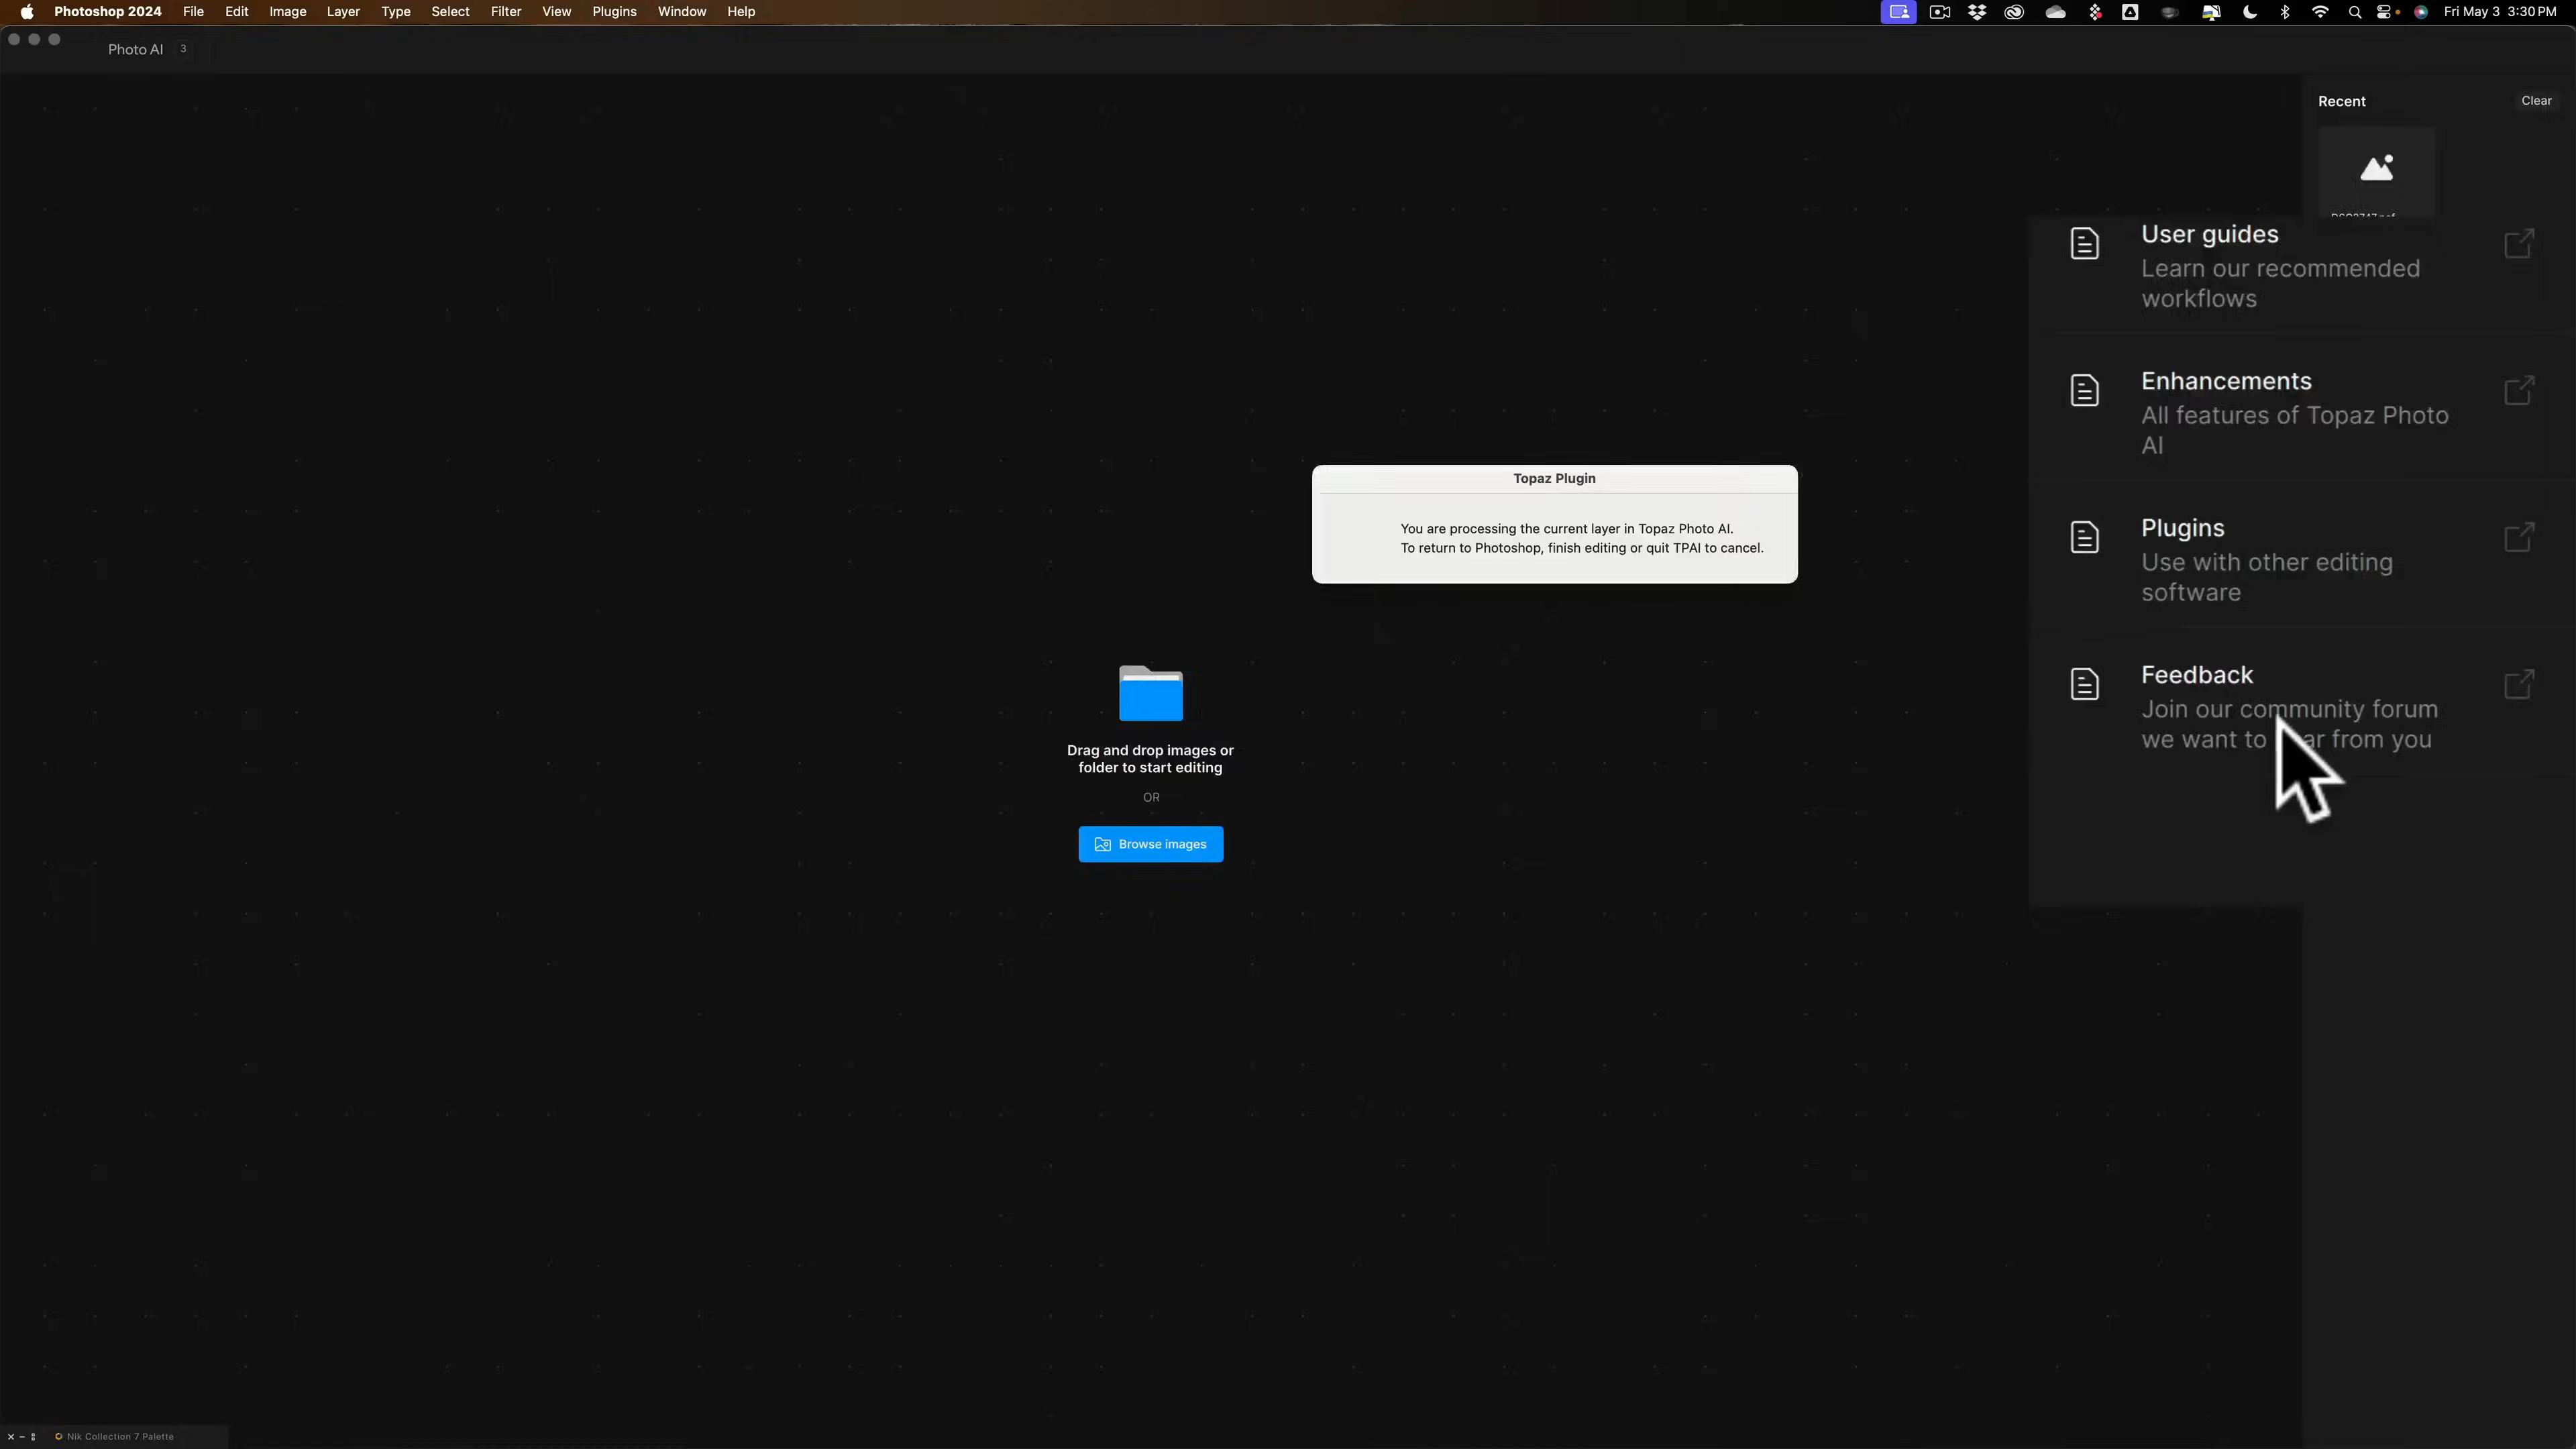 Photoshop 2024 File Edit Image Layer Type Select Filter View Plugins Window Help Fri May 3 3:30 PM
Photo AI 3
Recent Clear
User guides
Learn our recommended
workflows
Enhancements
All features of Topaz Photo
AI
Topaz Plugin
You are processing the current layer in Topaz Photo AI.
To return to Photoshop, finish editing or quit TPAI to cancel.
Plugins
Use with other editing
software
Feedback
Join our community forum
we want to from you
Drag and drop images or
folder to start editing
OR
Browse images
Nik Collection 7 Palette